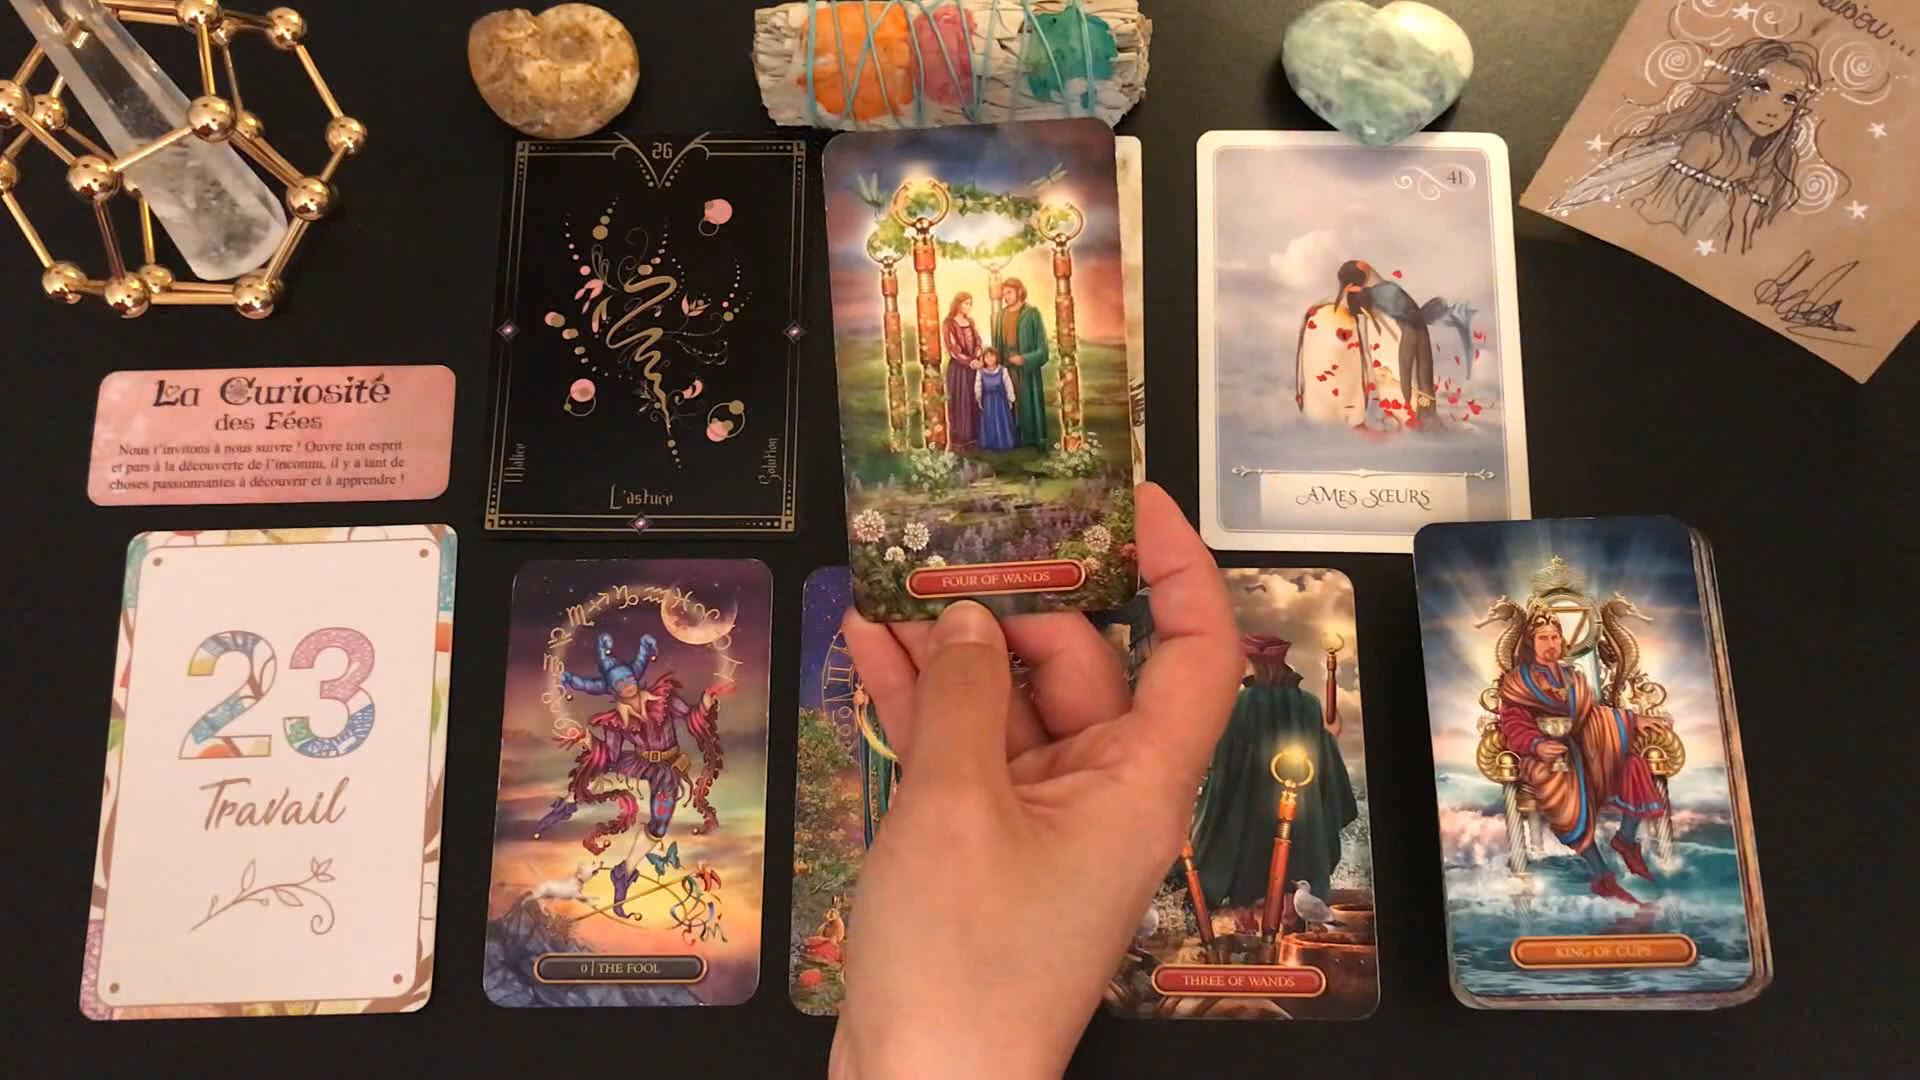 26
41
La Curiosité
des Fées
Nous t'invitons à nous suivre ! Ouvre ton esprit
et pars à la découverte de l'inconnu, il y a tant de
choses passionnantes à découvrir et à apprendre !
Malice
Solution
L'astuce
ÂMES SŒURS
FOUR OF WANDS
23
Travail
0 | THE FOOL
THREE OF WANDS
KING OF CUPS